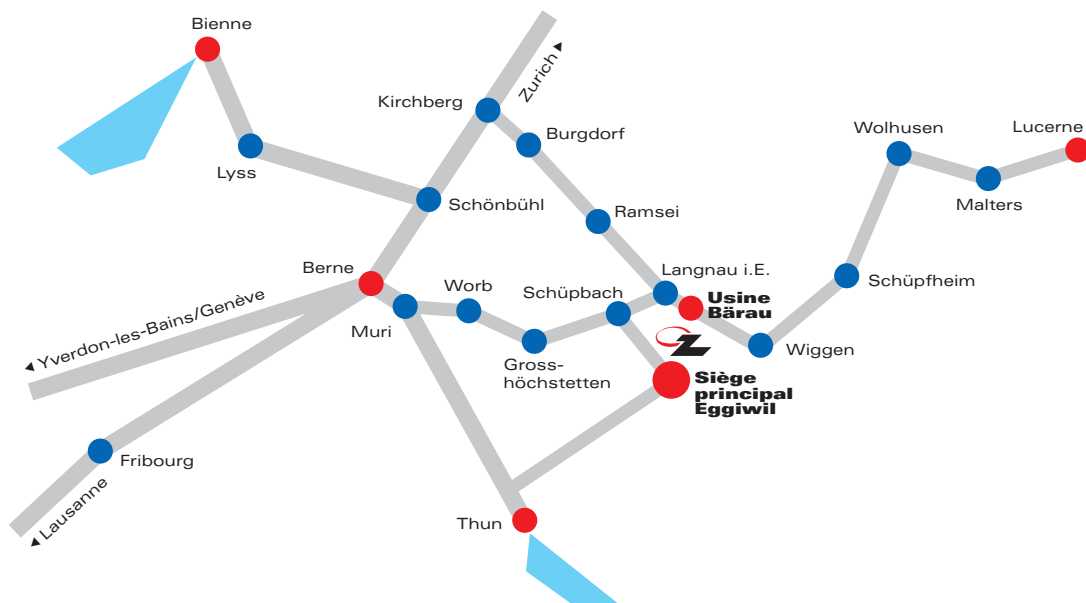 Bienne
Zurich
Kirchberg
Burgdorf
Wolhusen
Lucerne
Lyss
Malters
Schönbühl
Ramsei
Berne
Langnau i.E.
Schüpfheim
Worb
Schüpbach
Usine
Bärau
Yverdon-les-Bains/Genève
Muri
Wiggen
Gross-
höchstetten
Siège
principal
Eggiwil
Fribourg
Lausanne
Thun